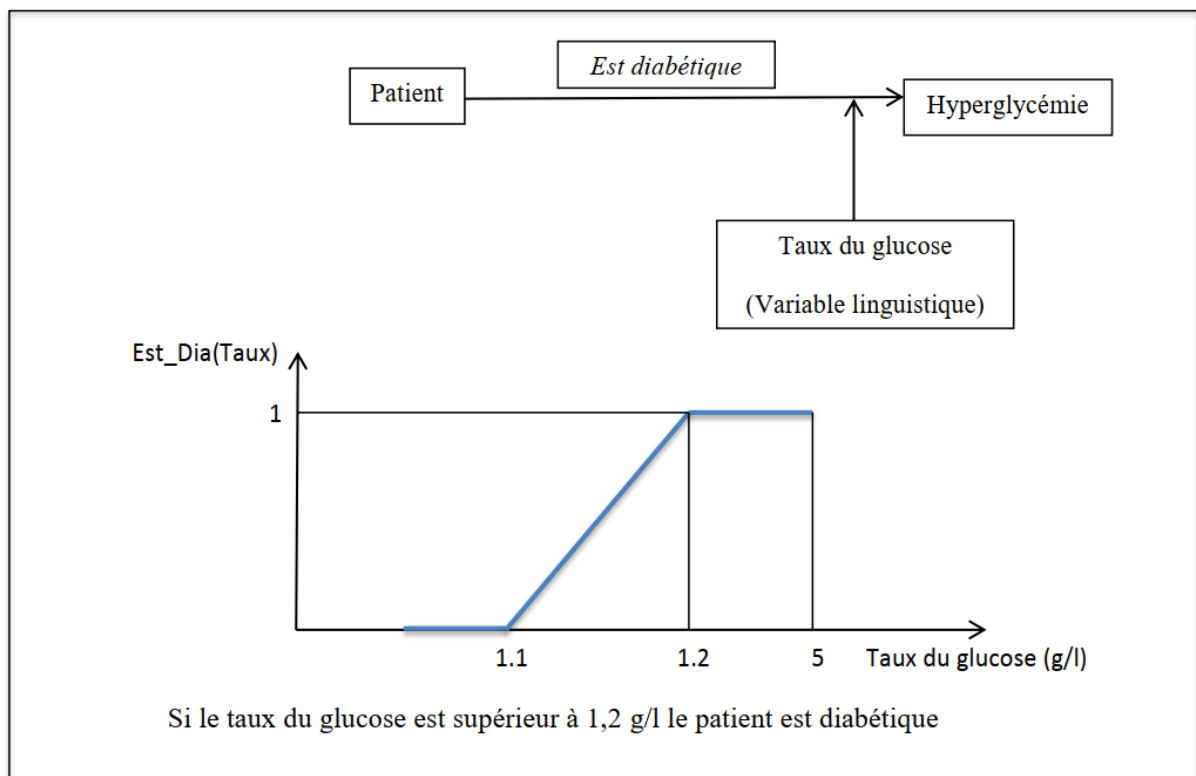 Est diabétique
Patient
Hyperglycémie
Taux du glucose
(Variable linguistique)
Est_Dia(Taux)
1
1.1
1.2
5
Taux du glucose (g/l)
Si le taux du glucose est supérieur à 1,2 g/l le patient est diabétique